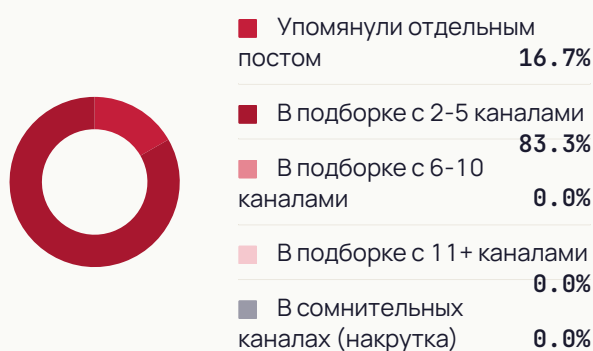 Упомянули отдельным
постом 16.7%
В подборке с 2-5 каналами
83.3%
В подборке с 6-10
каналами 0.0%
В подборке с 11+ каналами
0.0%
В сомнительных
каналах (накрутка) 0.0%